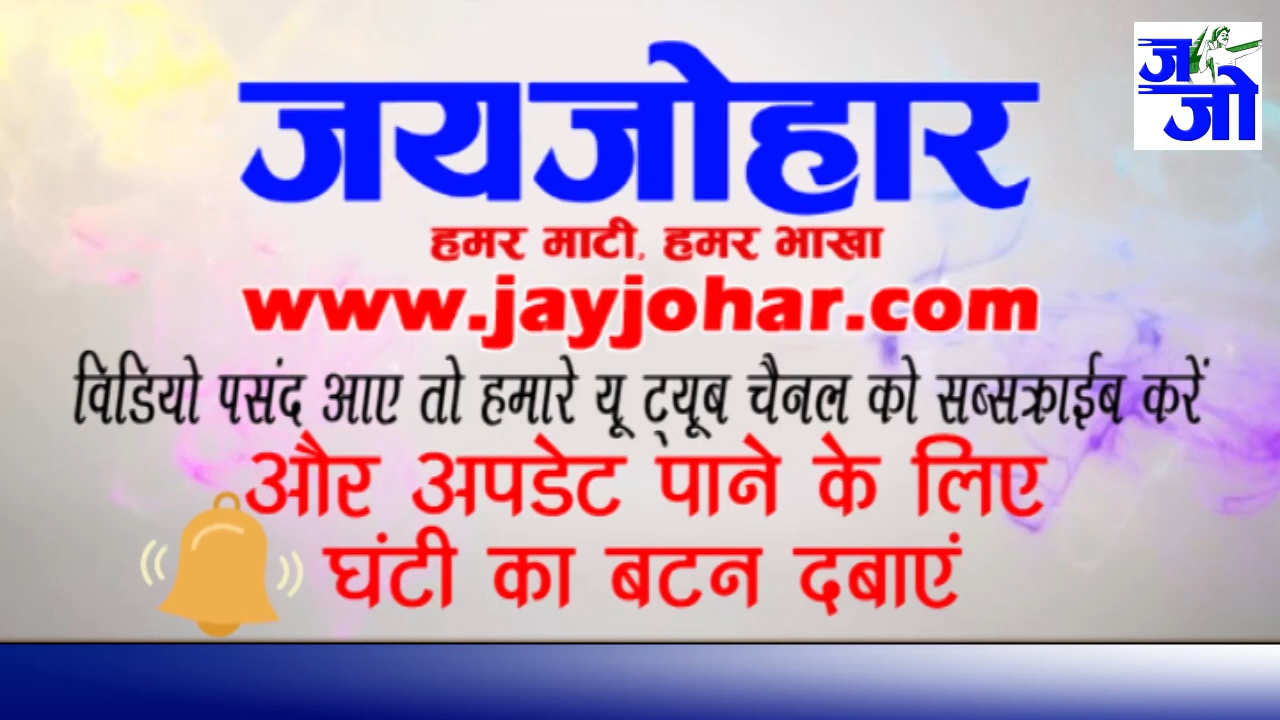 जयजोहार
हमर माटी, हमर भाखा
www.jayjohar.com
विडियो पसंद आए तो हमारे यू ट्यूब चैनल को सब्सक्राईब करें
और अपडेट पाने के लिए
घंटी का बटन दबाएं
ज
जो